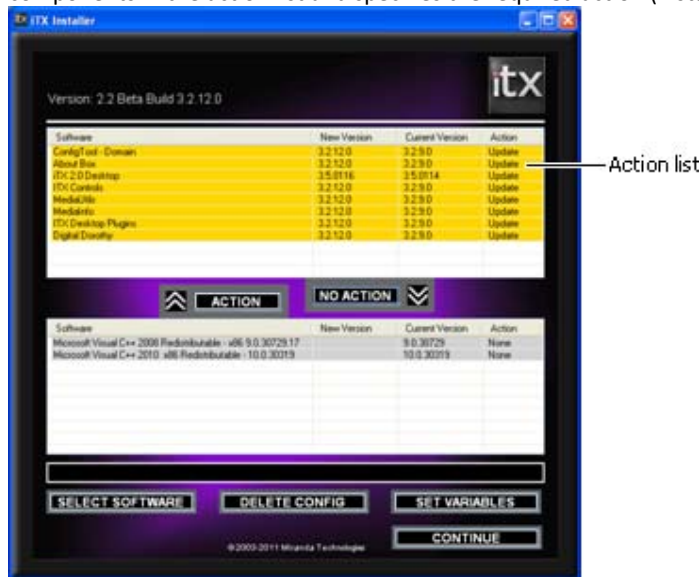 iTX Installer
itx
Version: 2.2 Beta Build 3.2.12.0
Software New Version Current Version Action
ConfigTool - Domain 3.2.12.0 3.2.9.0 Update
About Box 3.2.12.0 3.2.9.0 Update
iTX 2.0 Desktop 3.5.0116 3.5.0114 Update
ITX Controls 3.2.12.0 3.2.9.0 Update
MediaUtils 3.2.12.0 3.2.9.0 Update
MediaInfo 3.2.12.0 3.2.9.0 Update
ITX Desktop Plugins 3.2.12.0 3.2.9.0 Update
Digital Dorothy 3.2.12.0 3.2.9.0 Update
Action list
ACTION
NO ACTION
Software New Version Current Version Action
Microsoft Visual C++ 2008 Redistributable - x86 9.0.30729.17 9.0.30729 None
Microsoft Visual C++ 2010 x86 Redistributable - 10.0.30319 10.0.30319 None
SELECT SOFTWARE
DELETE CONFIG
SET VARIABLES
CONTINUE
©2003-2011 Miranda Technologies